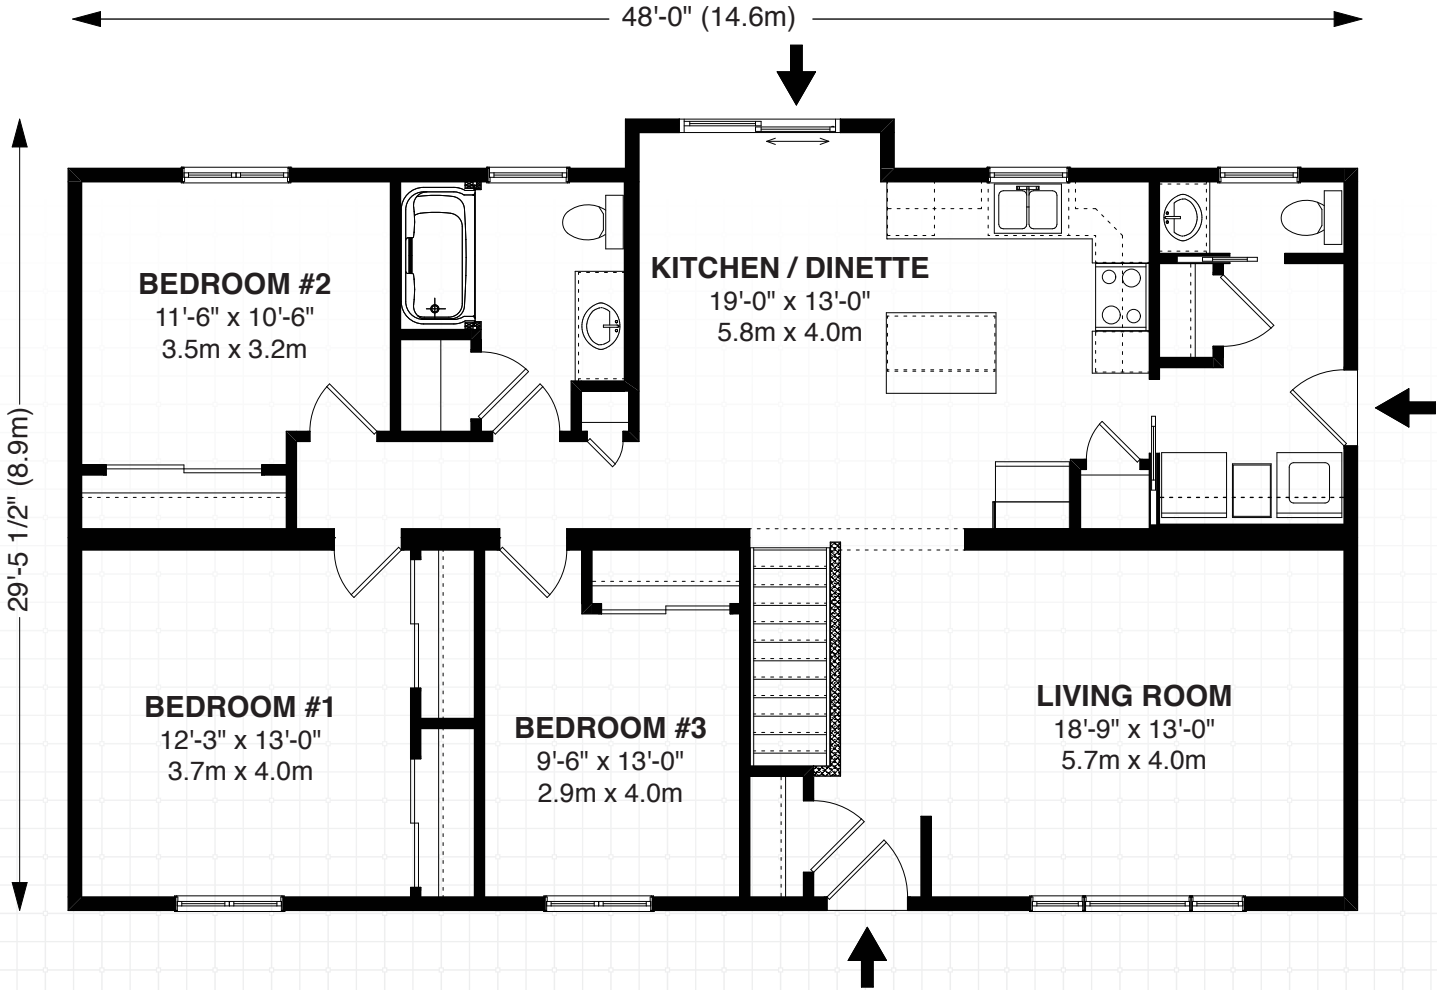 48'-0" (14.6m)
29'-5 1/2" (8.9m)
BEDROOM #2
11'-6" x 10'-6"
3.5m x 3.2m
KITCHEN / DINETTE
19'-0" x 13'-0"
5.8m x 4.0m
BEDROOM #1
12'-3" x 13'-0"
3.7m x 4.0m
BEDROOM #3
9'-6" x 13'-0"
2.9m x 4.0m
LIVING ROOM
18'-9" x 13'-0"
5.7m x 4.0m